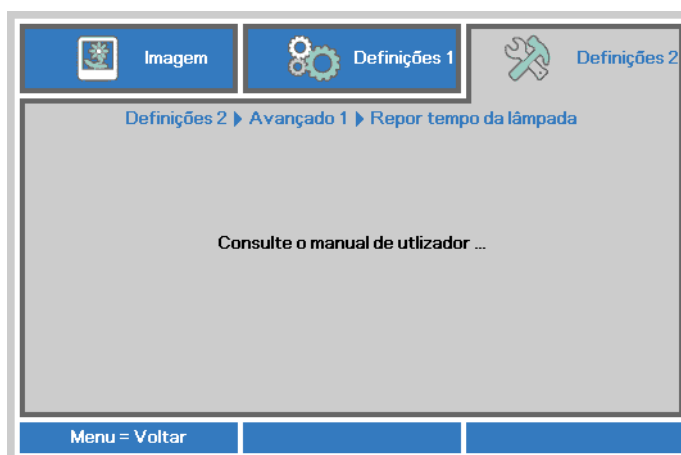 Imagem
Definições 1
Definições 2
Definições 2 Avançado 1 Repor tempo da lâmpada
Consulte o manual de utlizador ...
Menu = Voltar